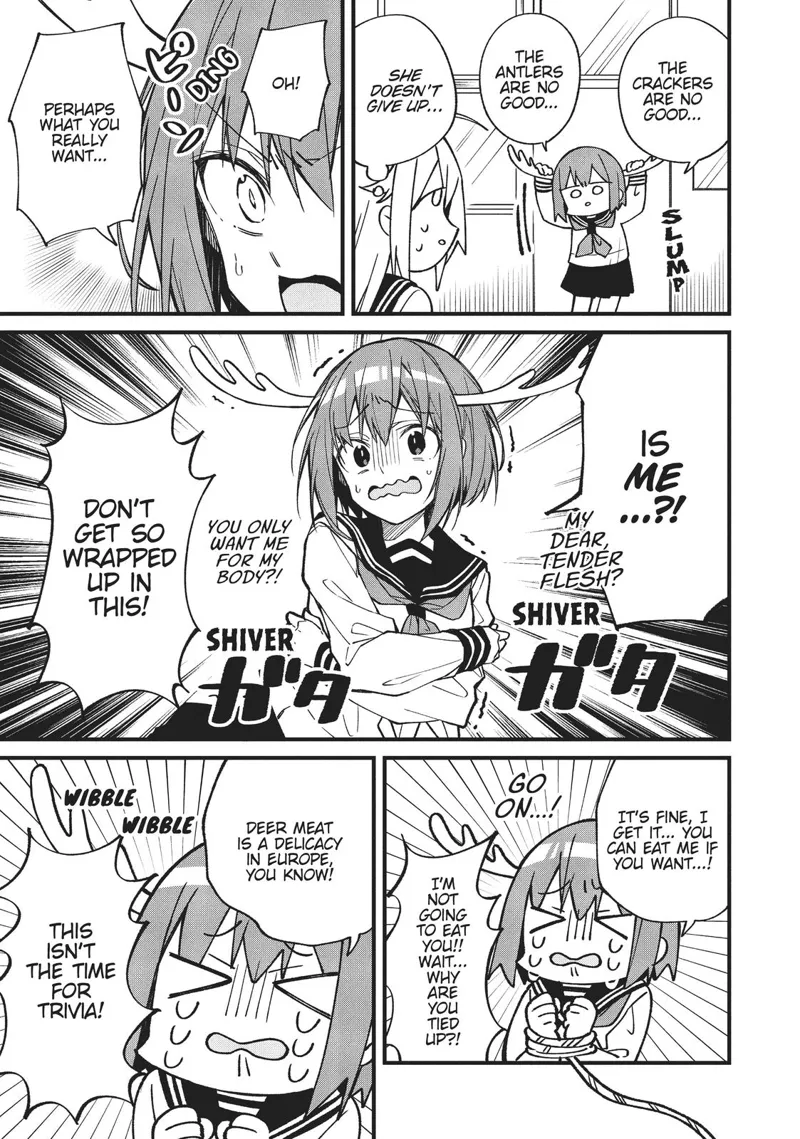 THE
CRACKERS
ARE NO
GOOD...
THE
ANTLERS
ARE NO
GOOD...
SHE
DOESN'T
GIVE UP...
SLUMP
OH!
ピーン
DING
PERHAPS
WHAT YOU
REALLY
WANT...
IS
ME
...?!
MY
DEAR,
TENDER
FLESH?
SHIVER
ガタ
YOU ONLY
WANT ME
FOR MY
BODY?!
SHIVER
ガタ
DON'T
GET SO
WRAPPED
UP IN
THIS!
IT'S FINE, I
GET IT... YOU
CAN EAT ME IF
YOU WANT...!
GO
ON...!
I'M
NOT
GOING
TO EAT
YOU!!
WAIT...
WHY
ARE
YOU
TIED
UP?!
DEER MEAT
IS A DELICACY
IN EUROPE,
YOU KNOW!
WIBBLE
WIBBLE
THIS
ISN'T
THE TIME
FOR
TRIVIA!